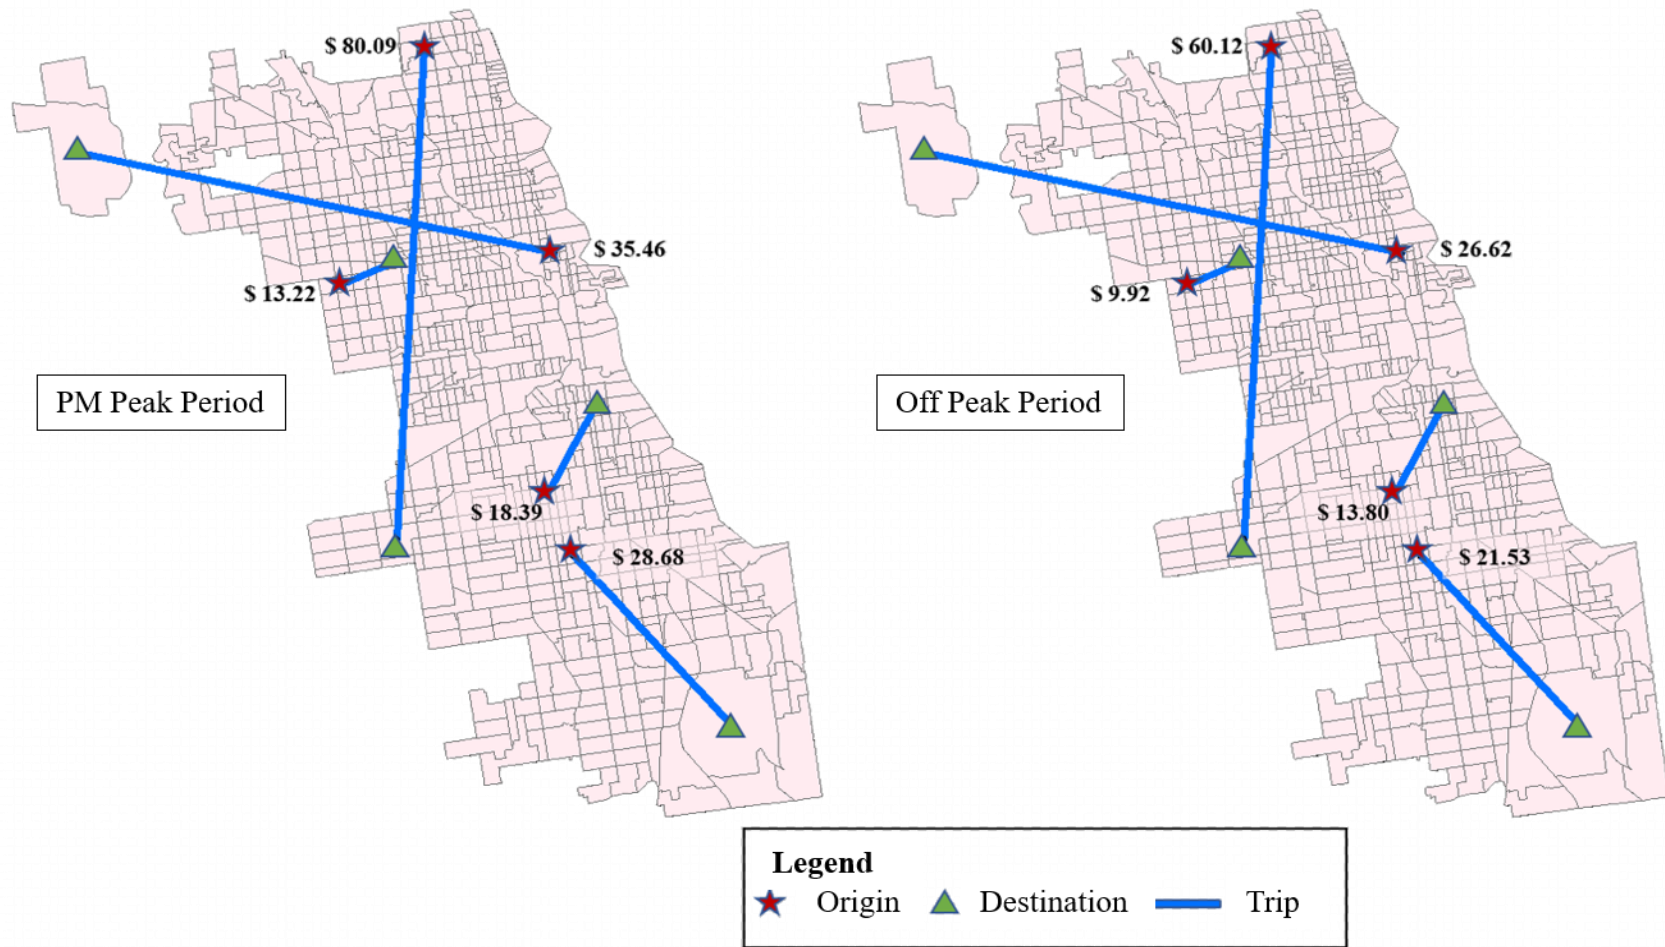 $ 80.09
$ 35.46
$ 13.22
PM Peak Period
$ 18.39
$ 28.68
$ 60.12
$ 26.62
$ 9.92
Off Peak Period
$ 13.80
$ 21.53
Legend
Origin
Destination
Trip